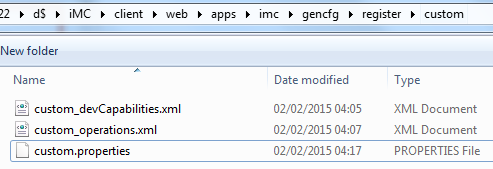 22 ▸ d$ ▸ iMC ▸ client ▸ web ▸ apps ▸ imc ▸ gencfg ▸ register ▸ custom
New folder
Name Date modified Type
custom_devCapabilities.xml 02/02/2015 04:05 XML Document
custom_operations.xml 02/02/2015 04:07 XML Document
custom.properties 02/02/2015 04:17 PROPERTIES File